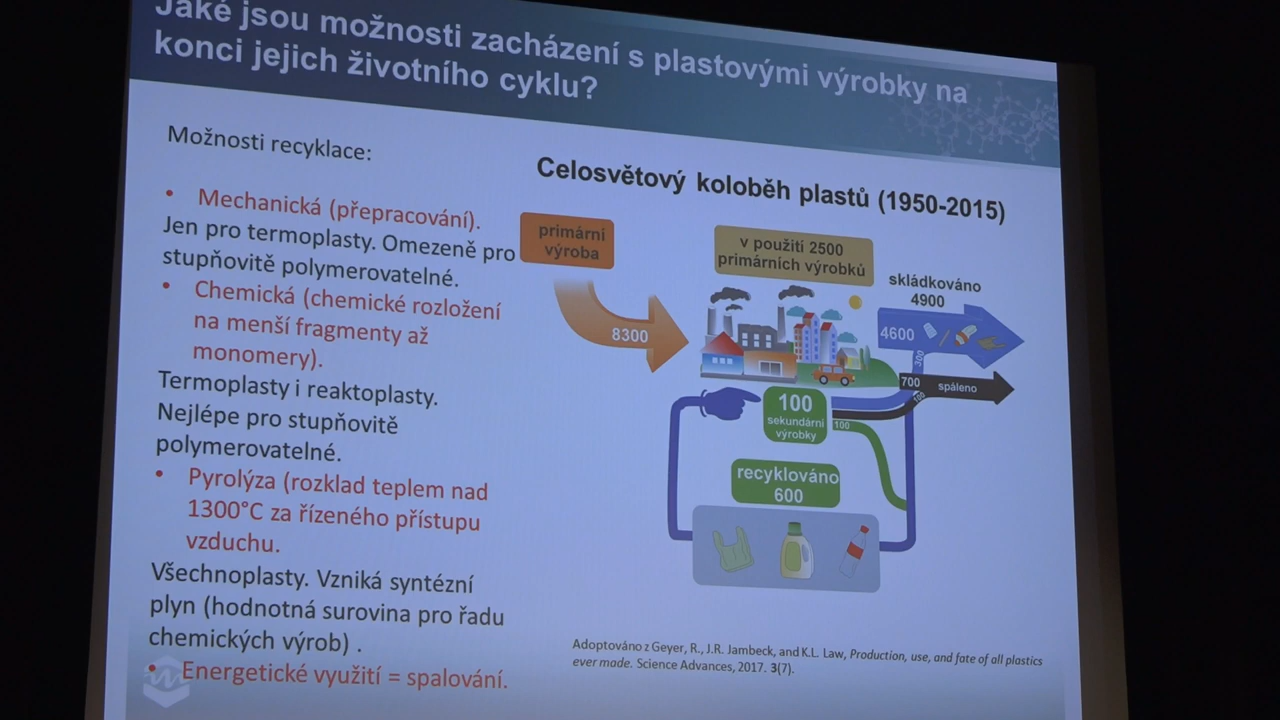 Jaké jsou možnosti zacházení s plastovými výrobky na
konci jejich životního cyklu?
Možnosti recyklace:
• Mechanická (přepracování).
Jen pro termoplasty. Omezeně pro
stupňovitě polymerovatelné.
• Chemická (chemické rozložení
na menší fragmenty až
monomery).
Termoplasty i reaktoplasty.
Nejlépe pro stupňovitě
polymerovatelné.
• Pyrolýza (rozklad teplem nad
1300°C za řízeného přístupu
vzduchu.
Všechnoplasty. Vzniká syntézní
plyn (hodnotná surovina pro řadu
chemických výrob) .
• Energetické využití = spalování.
Celosvětový koloběh plastů (1950-2015)
primární
výroba
8300
v použití 2500
primárních výrobků
skládkováno
4900
4600
300
700
spáleno
100
100
sekundární
výrobky
100
recyklováno
600
Adoptováno z Geyer, R., J.R. Jambeck, and K.L. Law, Production, use, and fate of all plastics
ever made. Science Advances, 2017. 3(7).